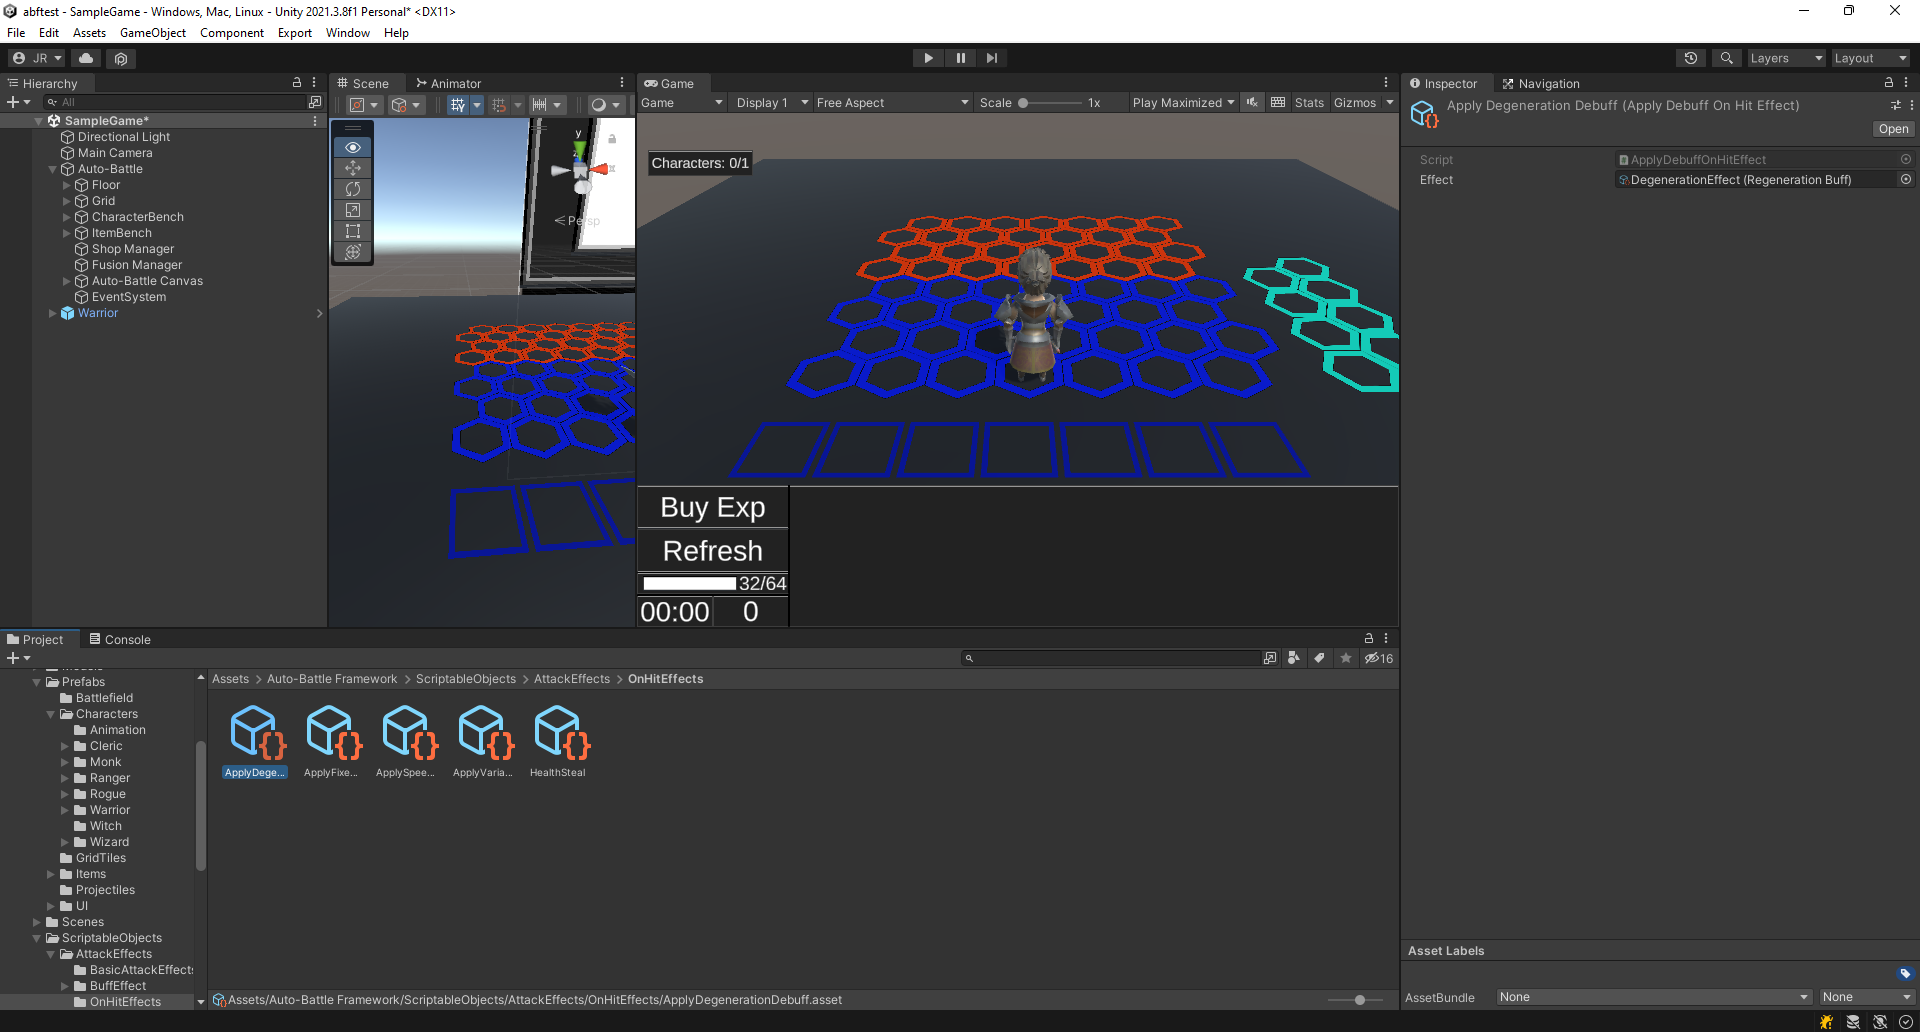 abftest - SampleGame - Windows, Mac, Linux - Unity 2021.3.8f1 Personal* <DX11>
File Edit Assets GameObject Component Export Window Help
JR
Layers Layout
Hierarchy
All
SampleGame*
Directional Light
Main Camera
Auto-Battle
Floor
Grid
CharacterBench
ItemBench
Shop Manager
Fusion Manager
Auto-Battle Canvas
EventSystem
Warrior
Scene Animator
y
x
Persp
Game
Game Display 1 Free Aspect Scale 1x Play Maximized Stats Gizmos
Characters: 0/1
Buy Exp
Refresh
32/64
00:00 0
Inspector Navigation
Apply Degeneration Debuff (Apply Debuff On Hit Effect)
Open
Script ApplyDebuffOnHitEffect
Effect DegenerationEffect (Regeneration Buff)
Project Console
16
Prefabs
Battlefield
Characters
Animation
Cleric
Monk
Ranger
Rogue
Warrior
Witch
Wizard
GridTiles
Items
Projectiles
UI
Scenes
ScriptableObjects
AttackEffects
BasicAttackEffects
BuffEffect
OnHitEffects
Assets > Auto-Battle Framework > ScriptableObjects > AttackEffects > OnHitEffects
ApplyDege... ApplyFixe... ApplySpee... ApplyVaria... HealthSteal
Assets/Auto-Battle Framework/ScriptableObjects/AttackEffects/OnHitEffects/ApplyDegenerationDebuff.asset
Asset Labels
AssetBundle None None